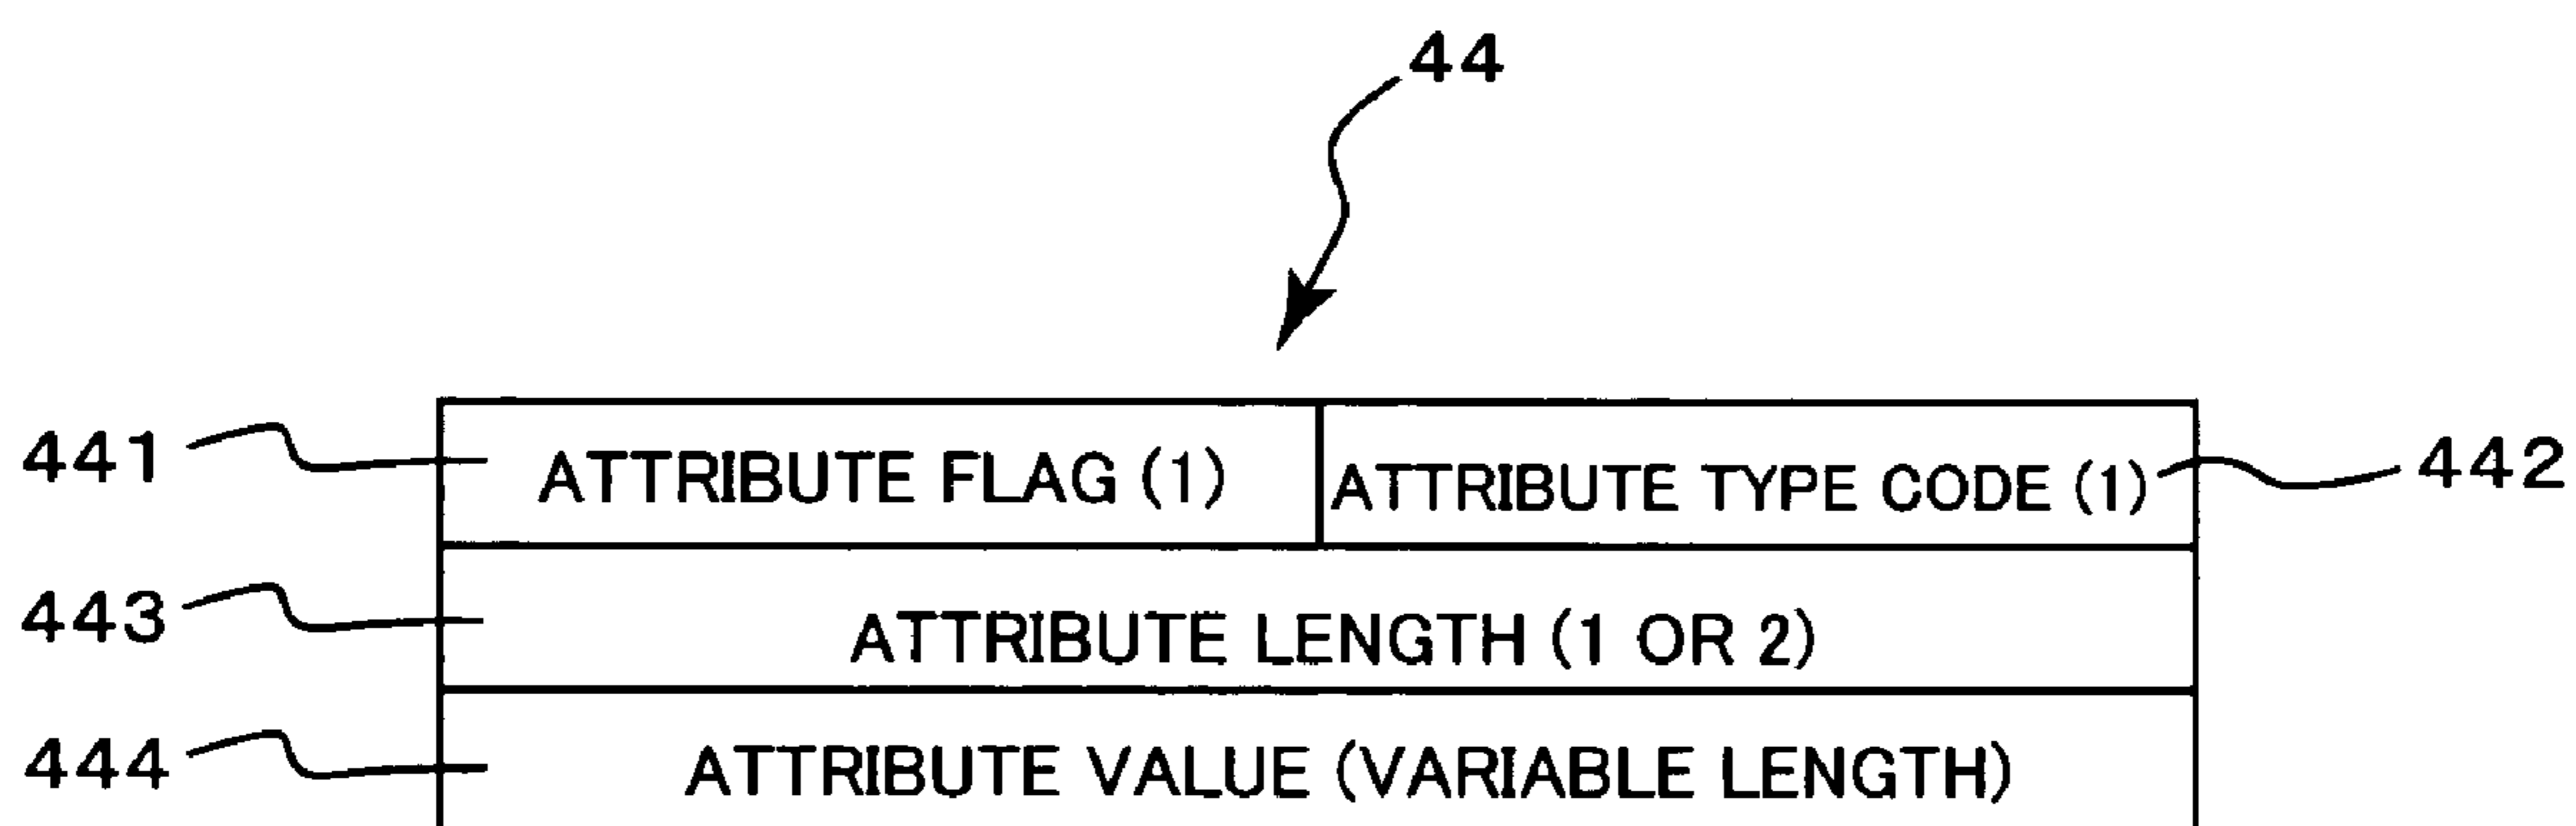 44
441 ATTRIBUTE FLAG (1) ATTRIBUTE TYPE CODE (1) 442
443 ATTRIBUTE LENGTH (1 OR 2)
444 ATTRIBUTE VALUE (VARIABLE LENGTH)